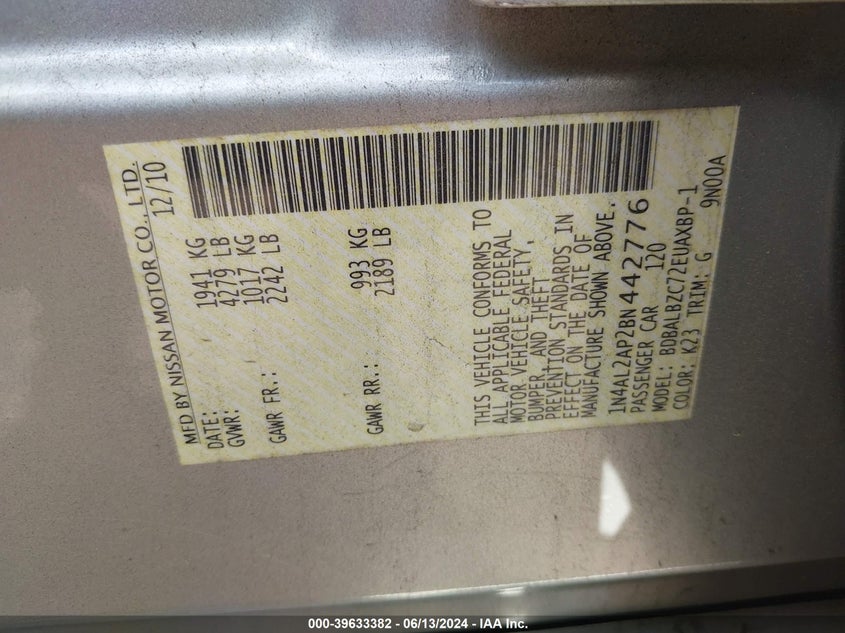 MFD BY NISSAN MOTOR CO., LTD.
DATE: 12/10
GVWR: 1941 KG
4279 LB
GAWR FR.: 1017 KG
2242 LB
GAWR RR.: 993 KG
2189 LB
THIS VEHICLE CONFORMS TO
ALL APPLICABLE FEDERAL
MOTOR VEHICLE SAFETY,
BUMPER, AND THEFT
PREVENTION STANDARDS IN
EFFECT ON THE DATE OF
MANUFACTURE SHOWN ABOVE.
1N4AL2AP2BN442776
PASSENGER CAR 120
MODEL: BDBALBZC72EUAXBP-1
COLOR: K23 TRIM: G 9N00A
000-39633382 - 06/13/2024 - IAA Inc.